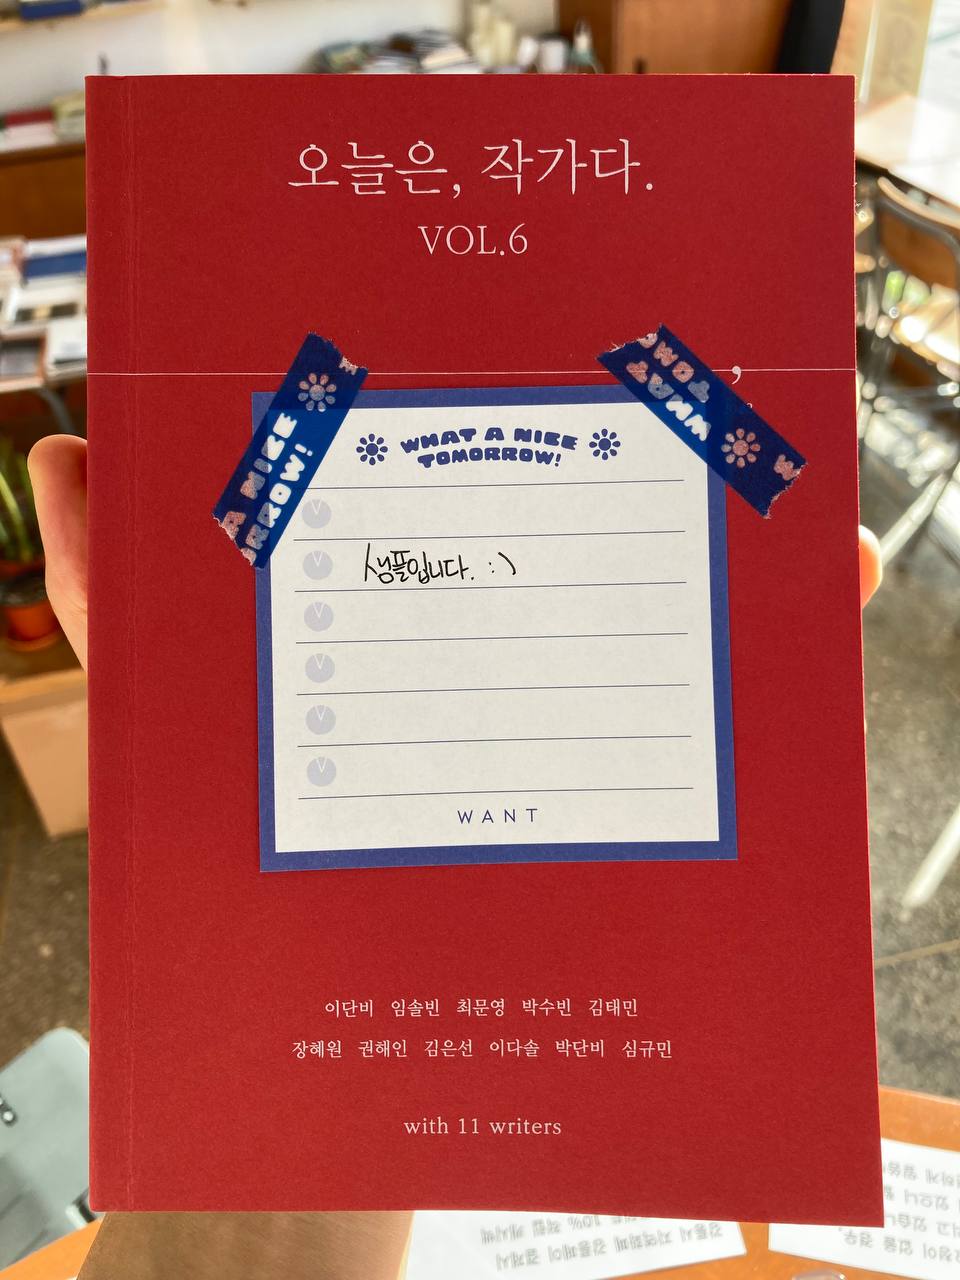 오늘은, 작가다.
VOL.6
WHAT A NICE
TOMORROW!
A NICE
RROW!
샘플입니다. :)
WANT
이단비 임솔빈 최문영 박수빈 김태민
장혜원 권해인 김은선 이다솔 박단비 심규민
with 11 writers